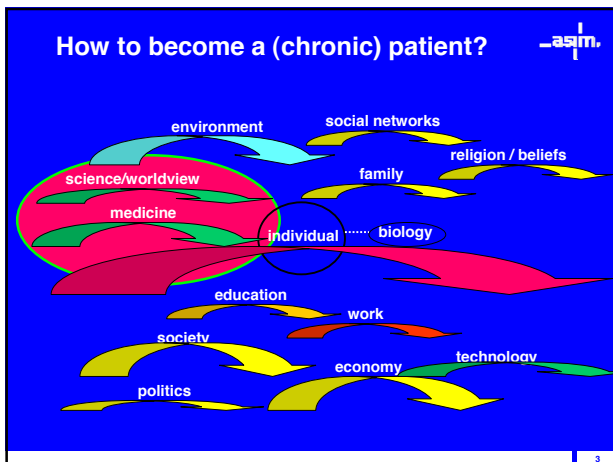 How to become a (chronic) patient?
asim.
environment
social networks
religion / beliefs
science/worldview
family
medicine
individual
biology
education
work
society
economy
technology
politics
3